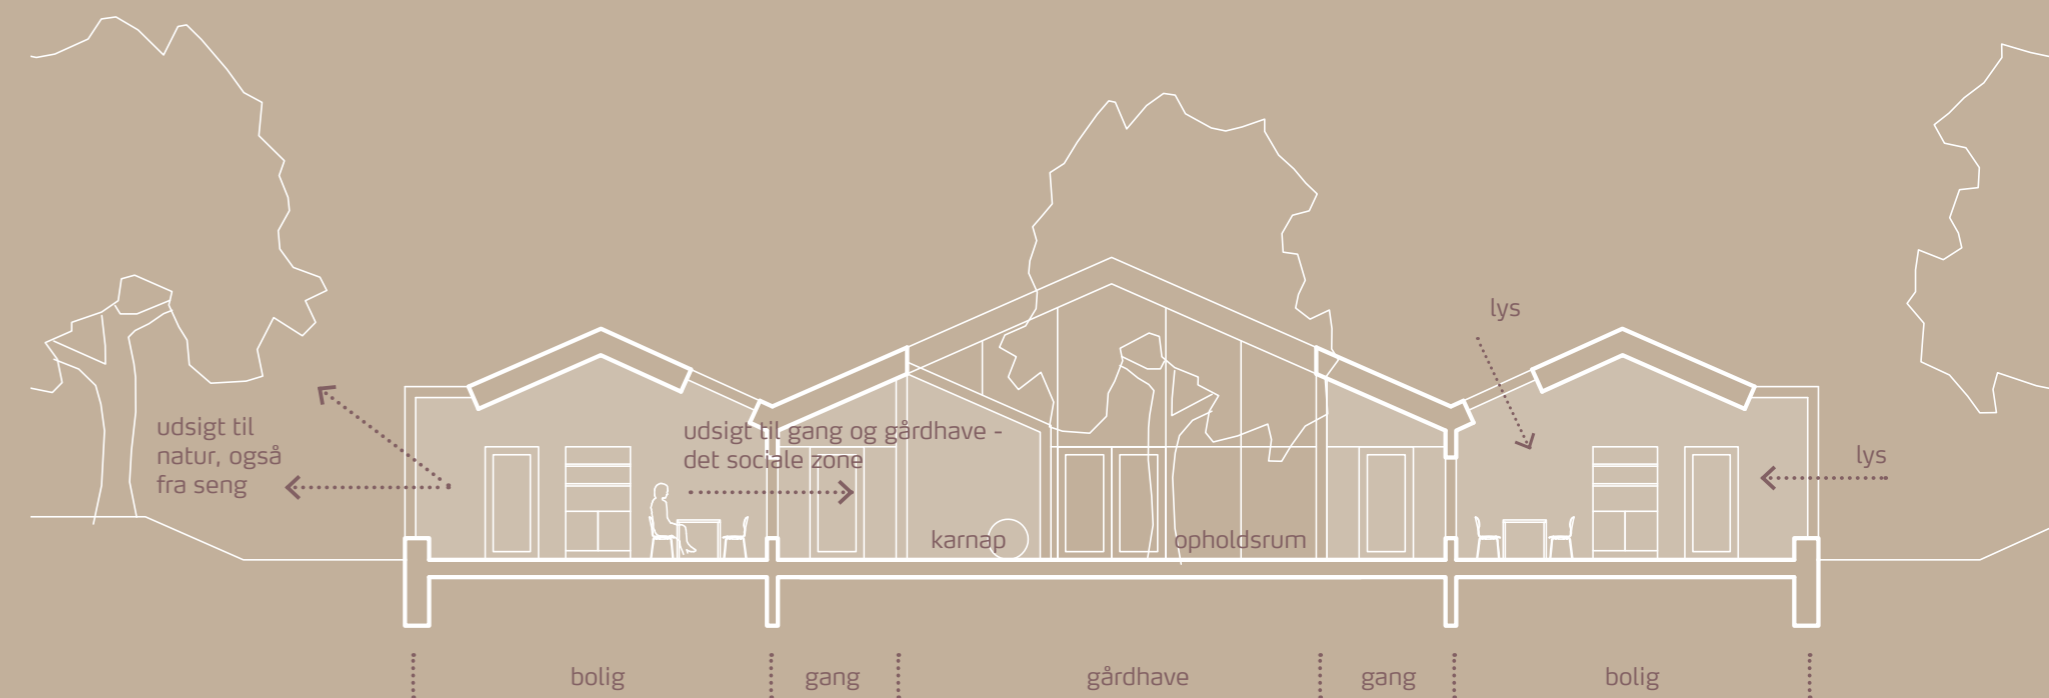 lys
udsigt til
natur, også
fra seng
udsigt til gang og gårdhave -
det sociale zone
lys
karnap
opholdsrum
bolig
gang
gårdhave
gang
bolig